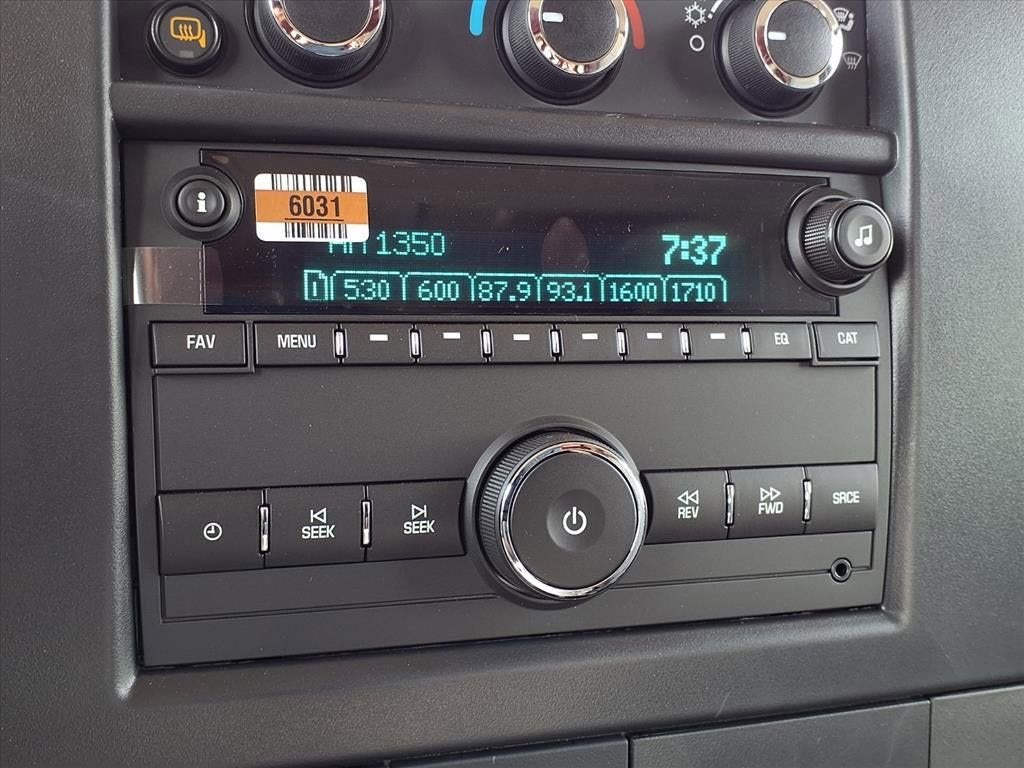 6031
AM 1350 7:37
1 530 600 87.9 93.1 1600 1710
FAV MENU EQ CAT
SEEK SEEK REV FWD SRCE